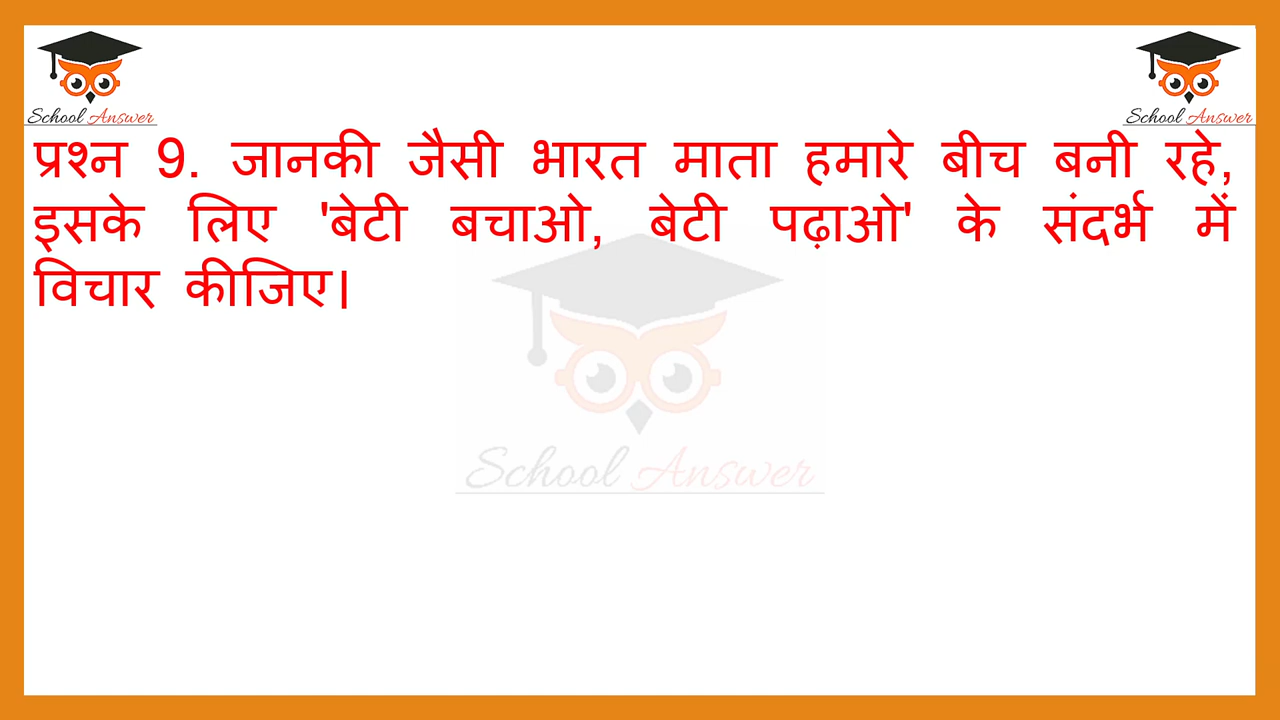 School Answer
School Answer
प्रश्न 9. जानकी जैसी भारत माता हमारे बीच बनी रहे,
इसके लिए 'बेटी बचाओ, बेटी पढ़ाओ' के संदर्भ में
विचार कीजिए।
School Answer